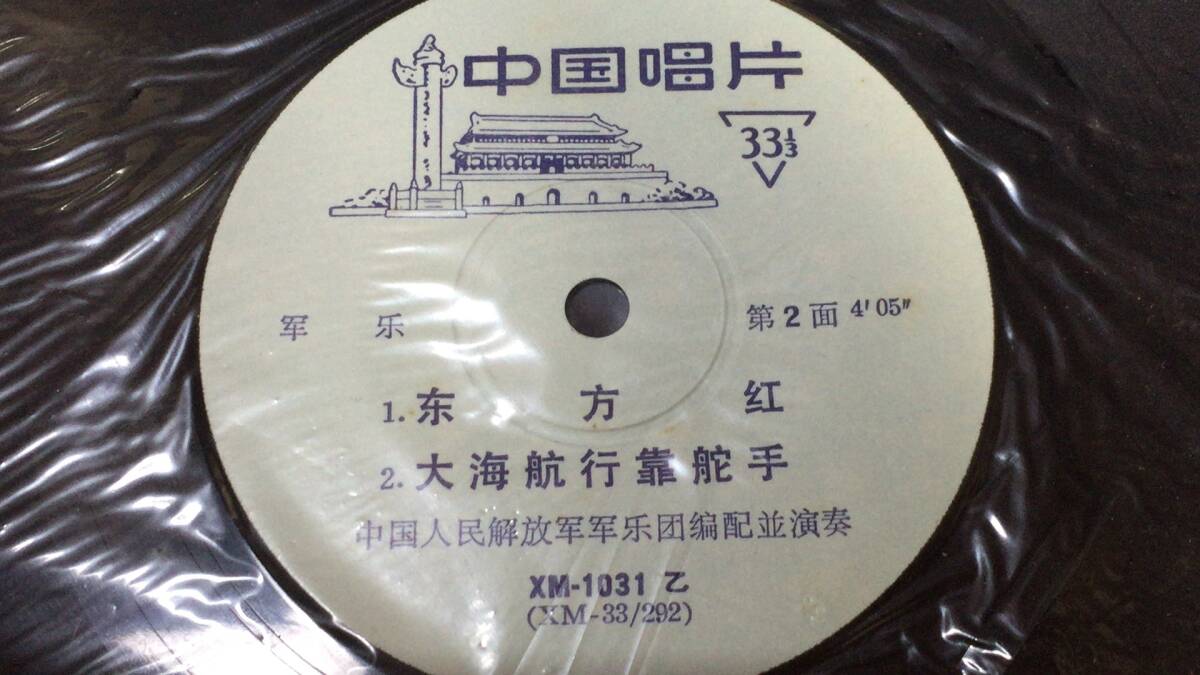 中国唱片
33⅓
军乐 第2面 4′05″
1. 东方红
2. 大海航行靠舵手
中国人民解放军军乐团编配並演奏
XM-1031 乙
(XM-33/292)